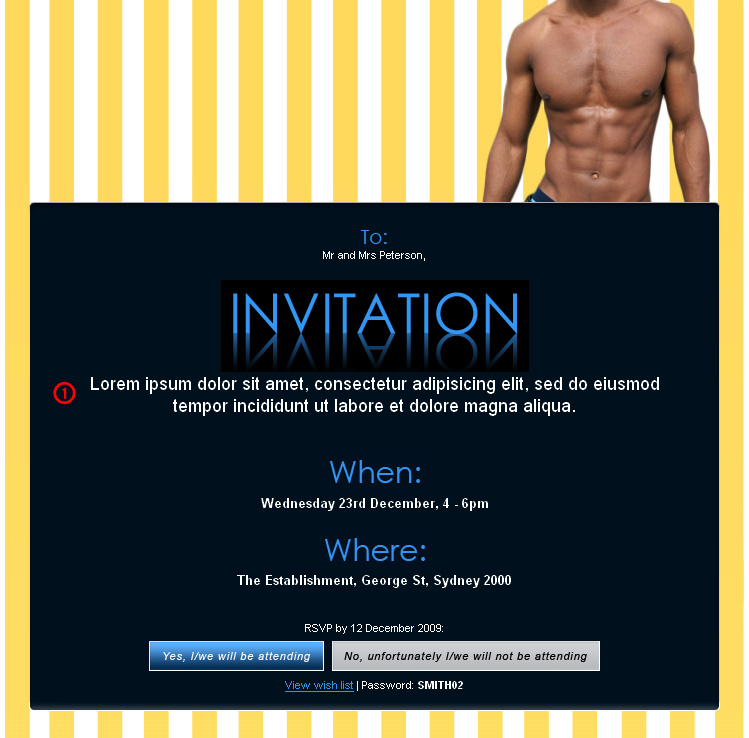 To:
Mr and Mrs Peterson,
INVITATION
1
Lorem ipsum dolor sit amet, consectetur adipisicing elit, sed do eiusmod
tempor incididunt ut labore et dolore magna aliqua.
When:
Wednesday 23rd December, 4 - 6pm
Where:
The Establishment, George St, Sydney 2000
RSVP by 12 December 2009:
Yes, I/we will be attending No, unfortunately I/we will not be attending
View wish list | Password: SMITH02